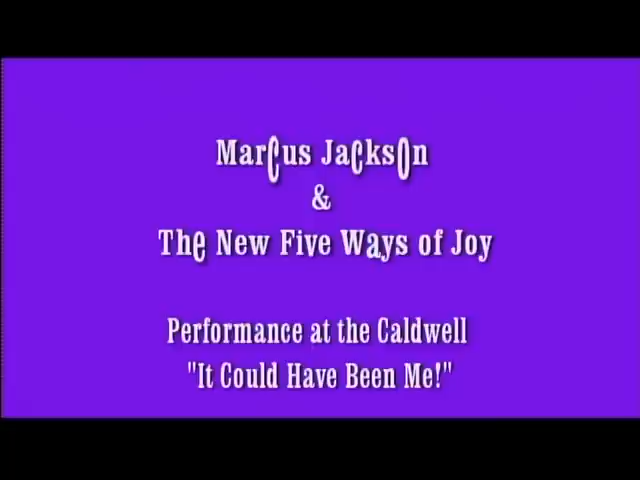 Marcus Jackson
&
The New Five Ways of Joy
Performance at the Caldwell
"It Could Have Been Me!"